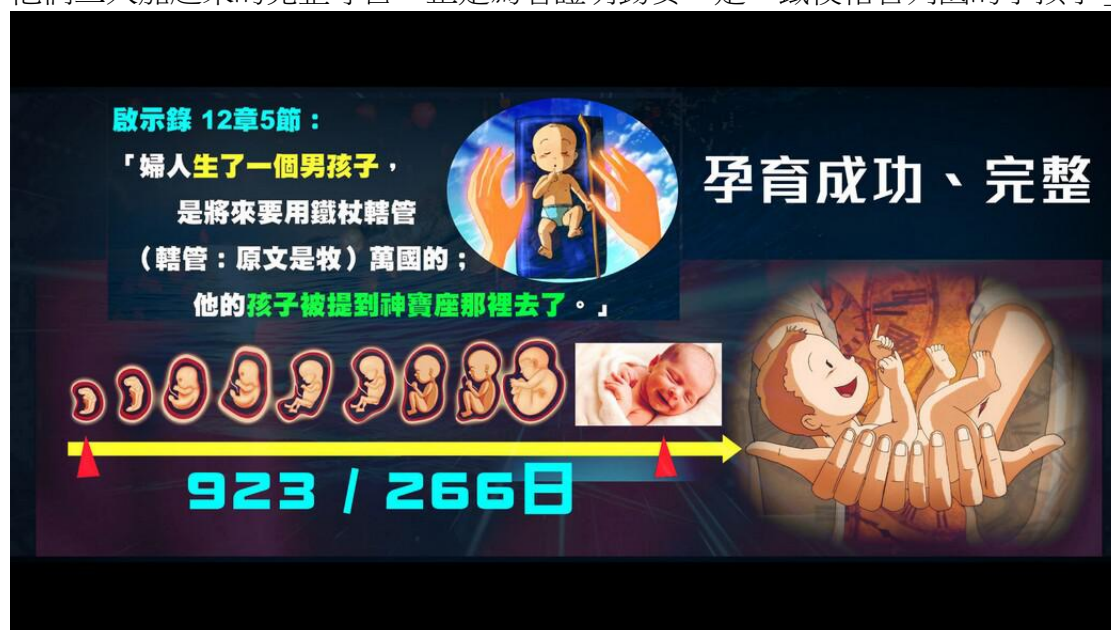 啟示錄 12章5節：
「婦人生了一個男孩子，
是將來要用鐵杖轄管
（轄管：原文是牧）萬國的；
他的孩子被提到神寶座那裡去了。」
孕育成功、完整
923 / 266日